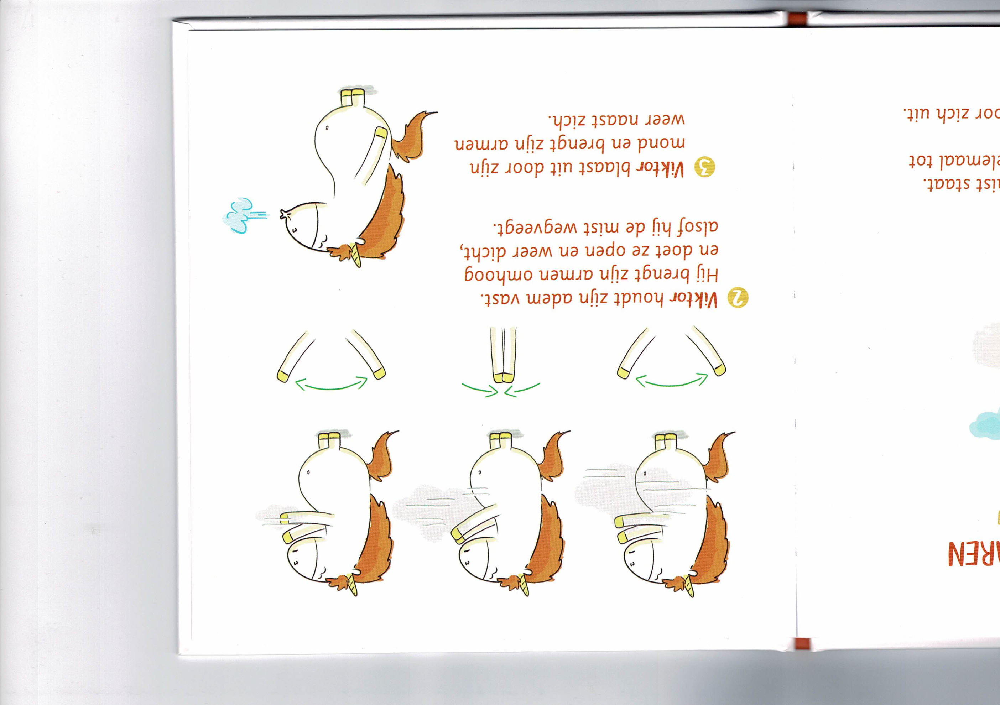 AREN
ist staat.
elemaal tot
oor zich uit.
2 Viktor houdt zijn adem vast.
Hij brengt zijn armen omhoog
en doet ze open en weer dicht,
alsof hij de mist wegveegt.
3 Viktor blaast uit door zijn
mond en brengt zijn armen
weer naast zich.